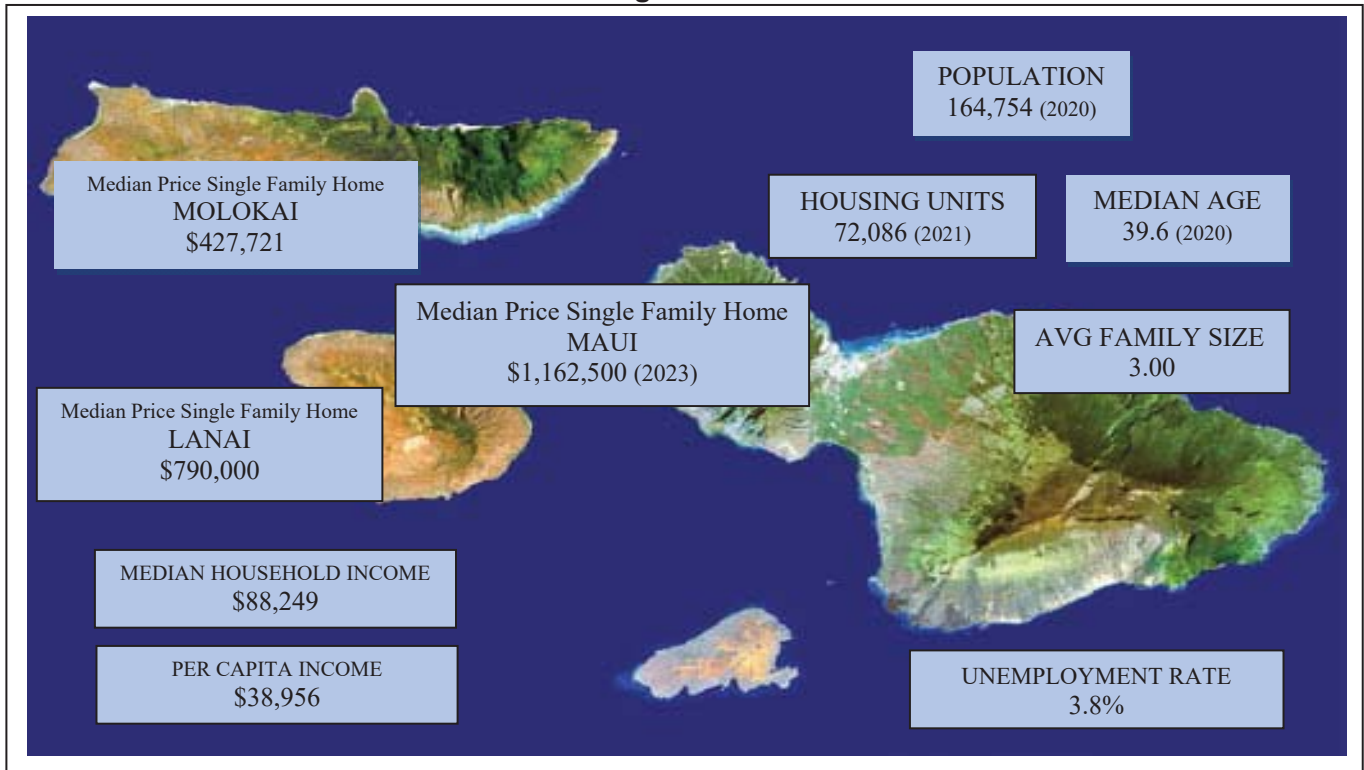 POPULATION
164,754 (2020)
Median Price Single Family Home
MOLOKAI
$427,721
HOUSING UNITS
72,086 (2021)
MEDIAN AGE
39.6 (2020)
Median Price Single Family Home
MAUI
$1,162,500 (2023)
AVG FAMILY SIZE
3.00
Median Price Single Family Home
LANAI
$790,000
MEDIAN HOUSEHOLD INCOME
$88,249
PER CAPITA INCOME
$38,956
UNEMPLOYMENT RATE
3.8%